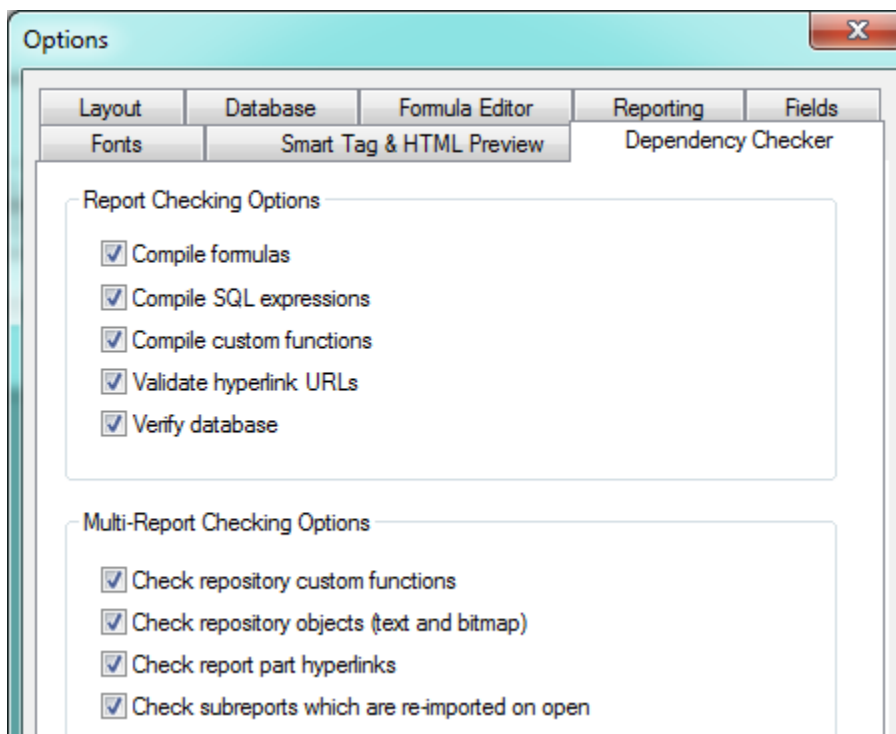 Options
Layout Database Formula Editor Reporting Fields
Fonts Smart Tag & HTML Preview Dependency Checker
Report Checking Options
Compile formulas
Compile SQL expressions
Compile custom functions
Validate hyperlink URLs
Verify database
Multi-Report Checking Options
Check repository custom functions
Check repository objects (text and bitmap)
Check report part hyperlinks
Check subreports which are re-imported on open